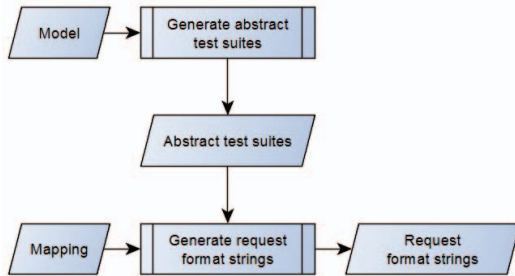 Model
Generate abstract
test suites
Abstract test suites
Mapping
Generate request
format strings
Request
format strings